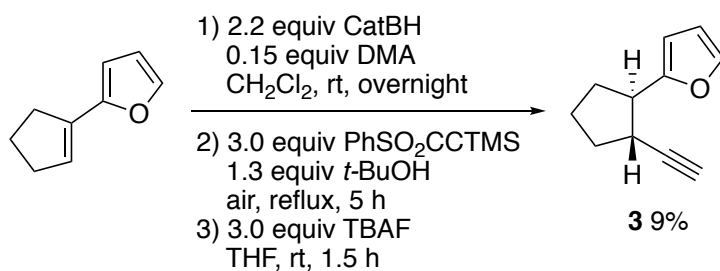 1) 2.2 equiv CatBH
0.15 equiv DMA
CH₂Cl₂, rt, overnight
2) 3.0 equiv PhSO₂CCTMS
1.3 equiv t-BuOH
air, reflux, 5 h
3) 3.0 equiv TBAF
THF, rt, 1.5 h
O
H
O
H
3 9%